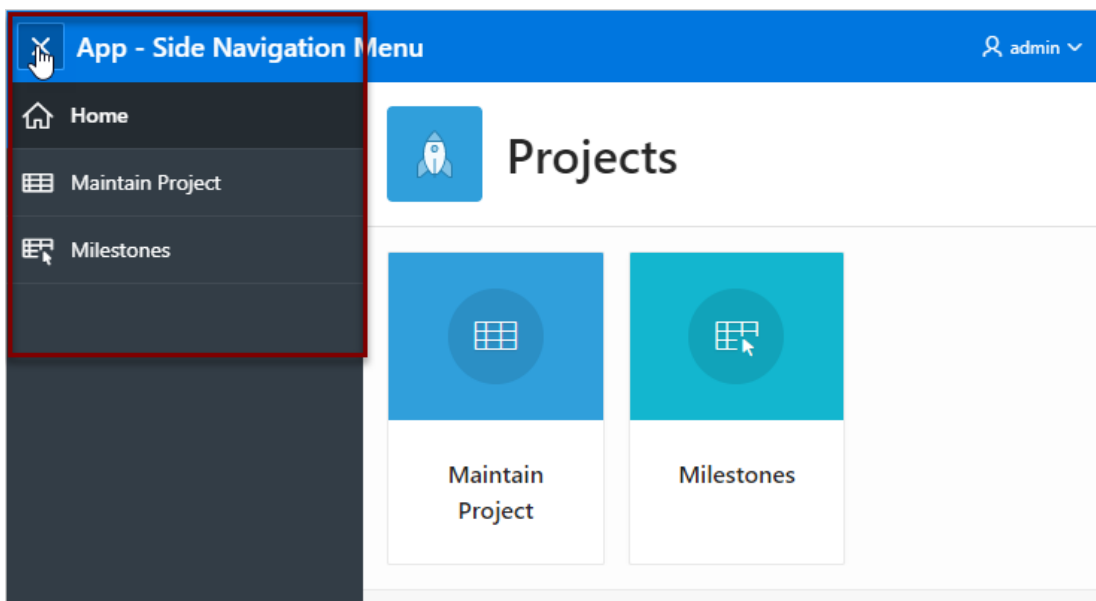 App - Side Navigation Menu
admin
Home
Maintain Project
Milestones
Projects
Maintain
Project
Milestones